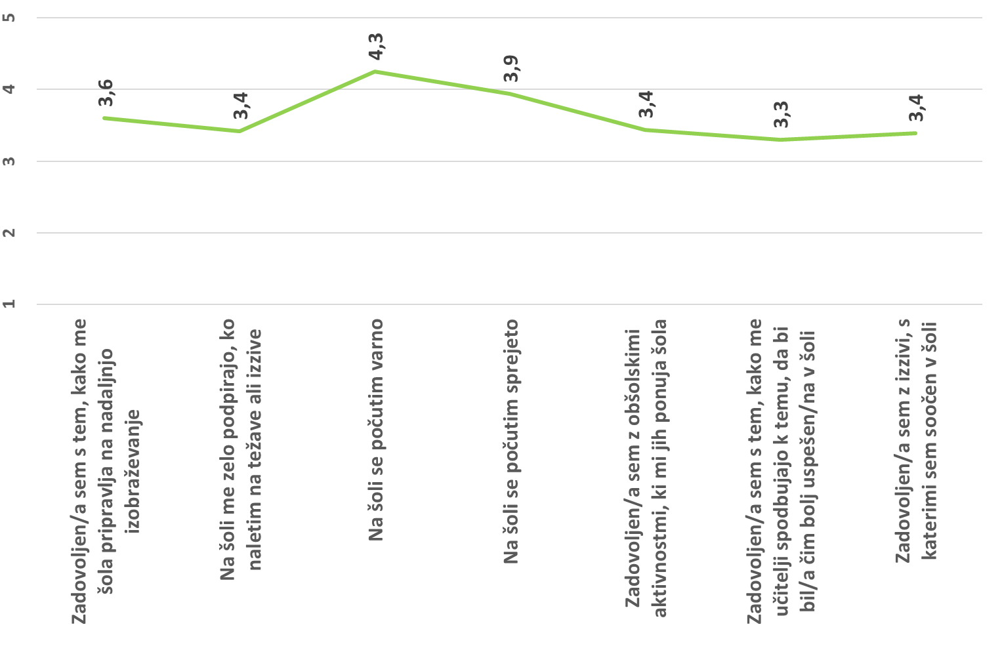 5
4
3
2
1
3,6
3,4
4,3
3,9
3,4
3,3
3,4
Zadovoljen/a sem s tem, kako me
šola pripravlja na nadaljnjo
izobraževanje
Na šoli me zelo podpirajo, ko
naletim na težave ali izzive
Na šoli se počutim varno
Na šoli se počutim sprejeto
Zadovoljen/a sem z obšolskimi
aktivnostmi, ki mi jih ponuja šola
Zadovoljen/a sem s tem, kako me
učitelji spodbujajo k temu, da bi
bil/a čim bolj uspešen/na v šoli
Zadovoljen/a sem z izzivi, s
katerimi sem soočen v šoli